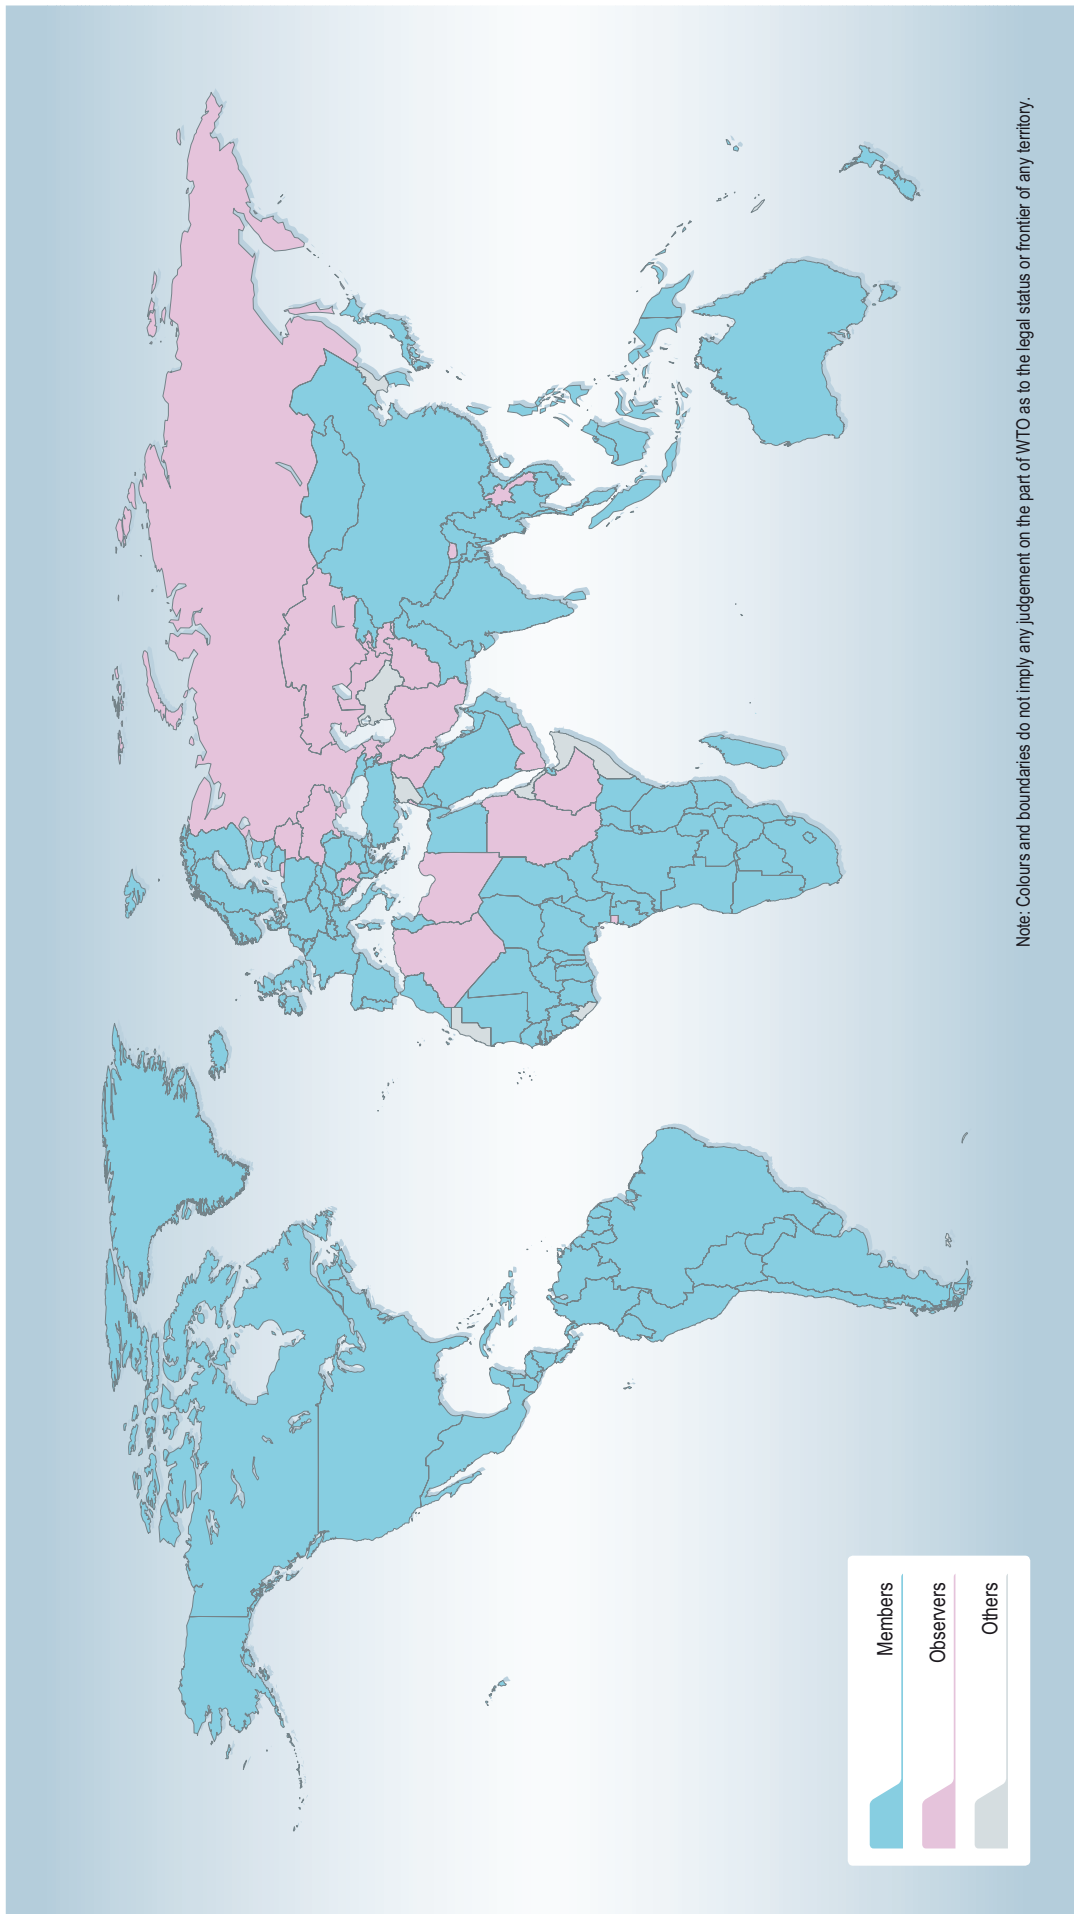 Members
Observers
Others
Note: Colours and boundaries do not imply any judgement on the part of WTO as to the legal status or frontier of any territory.